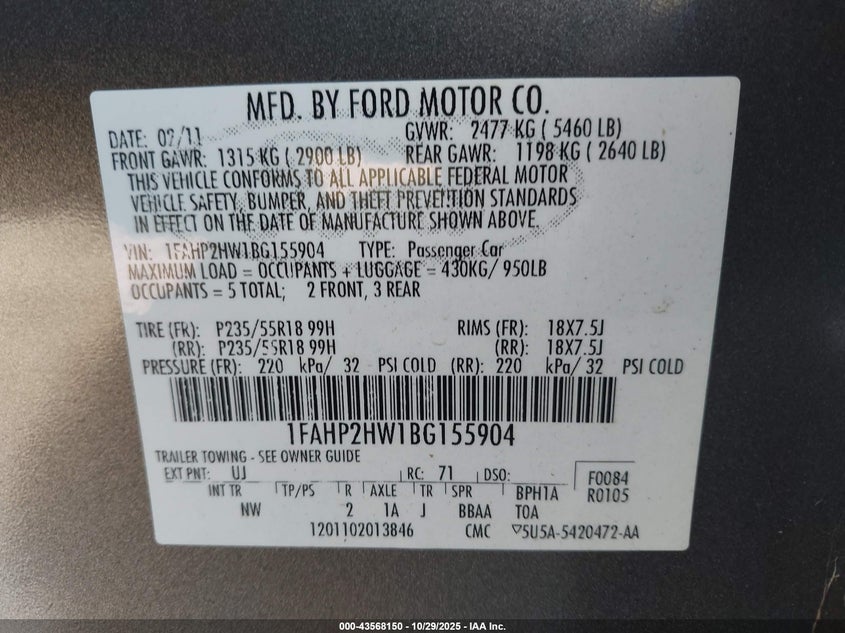 MFD. BY FORD MOTOR CO.
DATE: 02/11 GVWR: 2477 KG ( 5460 LB)
FRONT GAWR: 1315 KG ( 2900 LB) REAR GAWR: 1198 KG ( 2640 LB)
THIS VEHICLE CONFORMS TO ALL APPLICABLE FEDERAL MOTOR
VEHICLE SAFETY, BUMPER, AND THEFT PREVENTION STANDARDS
IN EFFECT ON THE DATE OF MANUFACTURE SHOWN ABOVE.
VIN: 1FAHP2HW1BG155904 TYPE: Passenger Car
MAXIMUM LOAD = OCCUPANTS + LUGGAGE = 430KG/ 950LB
OCCUPANTS = 5 TOTAL; 2 FRONT, 3 REAR
TIRE (FR): P235/55R18 99H RIMS (FR): 18X7.5J
(RR): P235/55R18 99H (RR): 18X7.5J
PRESSURE (FR): 220 kPa/ 32 PSI COLD (RR): 220 kPa/ 32 PSI COLD
1FAHP2HW1BG155904
TRAILER TOWING - SEE OWNER GUIDE
EXT PNT: UJ RC: 71 DSO: F0084
R0105
INT TR TP/PS R AXLE TR SPR BPH1A
NW 2 1A J BBAA TOA
1201102013846 CMC ▽5U5A-5420472-AA
000-43568150 - 10/29/2025 - IAA Inc.